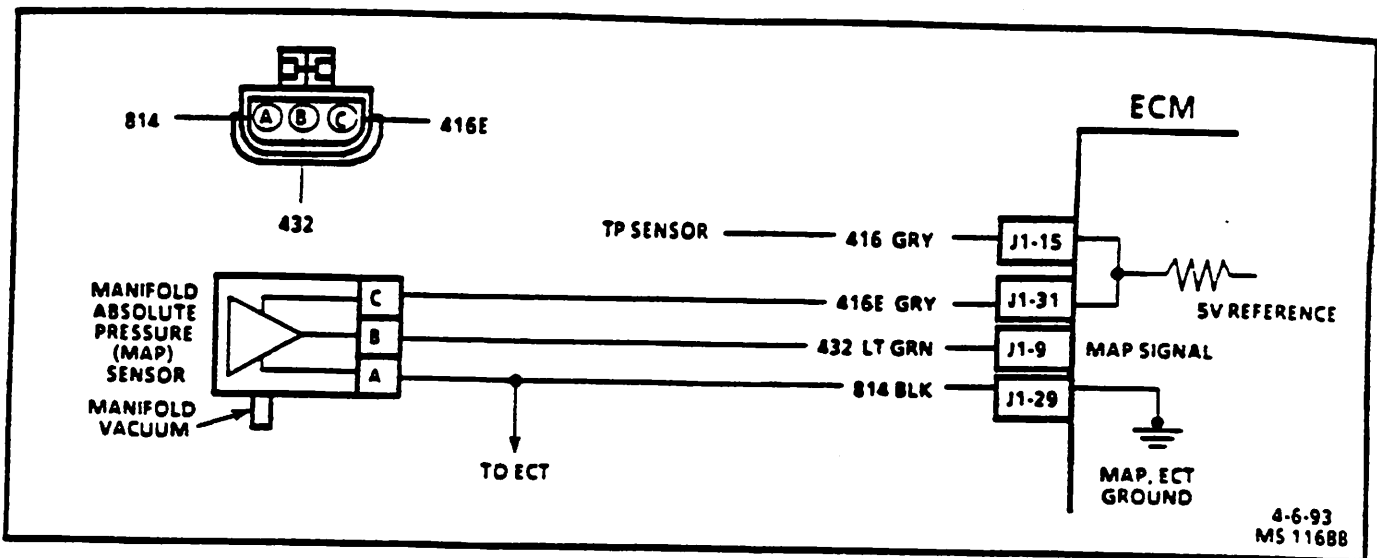 814
A B C
416E
432
ECM
TP SENSOR
416 GRY
J1-15
MANIFOLD
ABSOLUTE
PRESSURE
(MAP)
SENSOR
C
B
A
416E GRY
J1-31
5V REFERENCE
432 LT GRN
J1-9
MAP SIGNAL
814 BLK
J1-29
MANIFOLD
VACUUM
TO ECT
MAP, ECT
GROUND
4-6-93
MS 11688